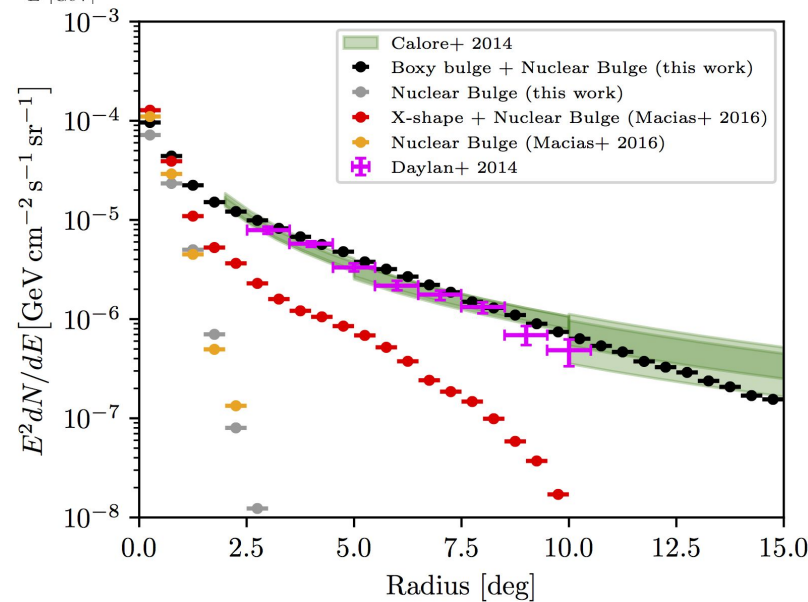 10⁻³
10⁻⁴
10⁻⁵
10⁻⁶
10⁻⁷
10⁻⁸
E² dN/dE [GeV cm⁻² s⁻¹ sr⁻¹]
Calore+ 2014
Boxy bulge + Nuclear Bulge (this work)
Nuclear Bulge (this work)
X-shape + Nuclear Bulge (Macias+ 2016)
Nuclear Bulge (Macias+ 2016)
Daylan+ 2014
0.0 2.5 5.0 7.5 10.0 12.5 15.0
Radius [deg]